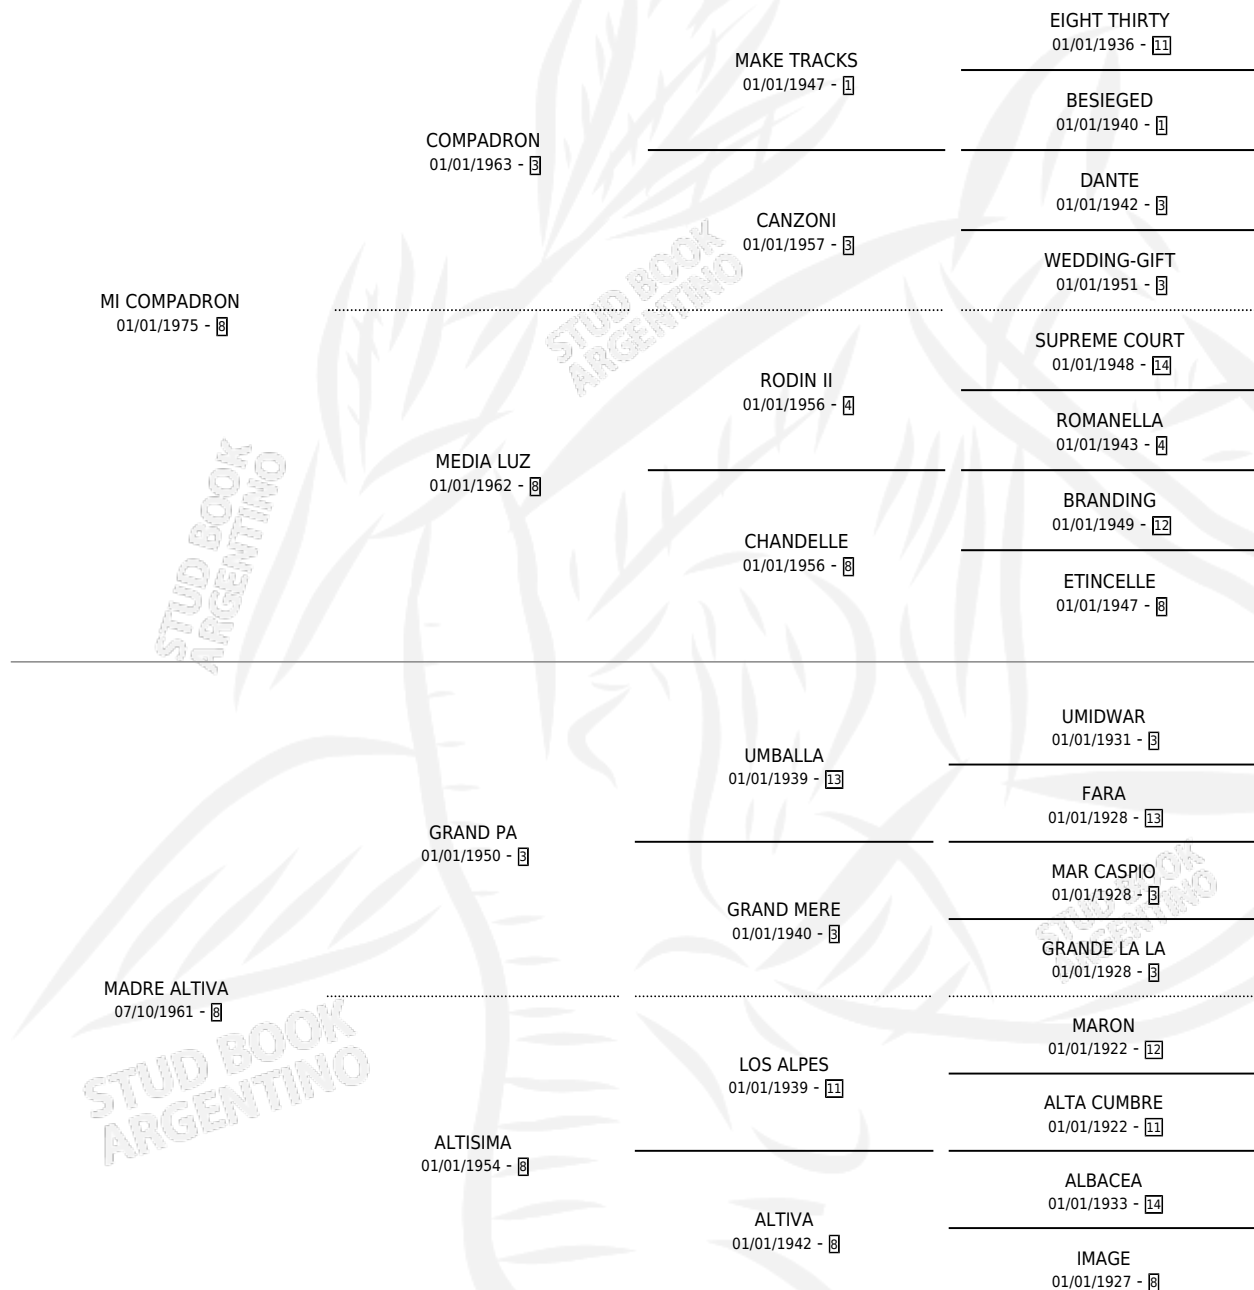 EIGHT THIRTY
01/01/1936 - 11
MAKE TRACKS
01/01/1947 - 1
BESIEGED
01/01/1940 - 1
COMPADRON
01/01/1963 - 3
DANTE
01/01/1942 - 3
CANZONI
01/01/1957 - 3
WEDDING-GIFT
01/01/1951 - 3
MI COMPADRON
01/01/1975 - 8
SUPREME COURT
01/01/1948 - 14
RODIN II
01/01/1956 - 4
ROMANELLA
01/01/1943 - 4
MEDIA LUZ
01/01/1962 - 8
BRANDING
01/01/1949 - 12
CHANDELLE
01/01/1956 - 8
ETINCELLE
01/01/1947 - 8
STUD BOOK
ARGENTINO
STUD BOOK
ARGENTINO
UMIDWAR
01/01/1931 - 3
UMBALLA
01/01/1939 - 13
FARA
01/01/1928 - 13
GRAND PA
01/01/1950 - 3
MAR CASPIO
01/01/1928 - 3
GRAND MERE
01/01/1940 - 3
GRANDE LA LA
01/01/1928 - 3
MADRE ALTIVA
07/10/1961 - 8
MARON
01/01/1922 - 12
LOS ALPES
01/01/1939 - 11
ALTA CUMBRE
01/01/1922 - 11
ALTISIMA
01/01/1954 - 8
ALBACEA
01/01/1933 - 14
ALTIVA
01/01/1942 - 8
IMAGE
01/01/1927 - 8
STUD BOOK
ARGENTINO
STUD BOOK
ARGENTINO